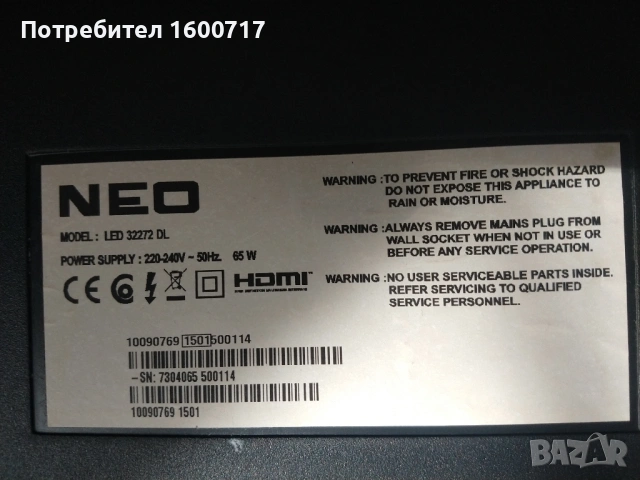 Потребител 1600717
NEO
MODEL : LED 32272 DL
POWER SUPPLY : 220-240V ~ 50Hz. 65 W
HDMI
WARNING :TO PREVENT FIRE OR SHOCK HAZARD
DO NOT EXPOSE THIS APPLIANCE TO
RAIN OR MOISTURE.
WARNING :ALWAYS REMOVE MAINS PLUG FROM
WALL SOCKET WHEN NOT IN USE OR
BEFORE ANY SERVICE OPERATION.
WARNING :NO USER SERVICEABLE PARTS INSIDE.
REFER SERVICING TO QUALIFIED
SERVICE PERSONNEL.
10090769 1501 500114
-SN: 7304065 500114
10090769 1501
BAZAR